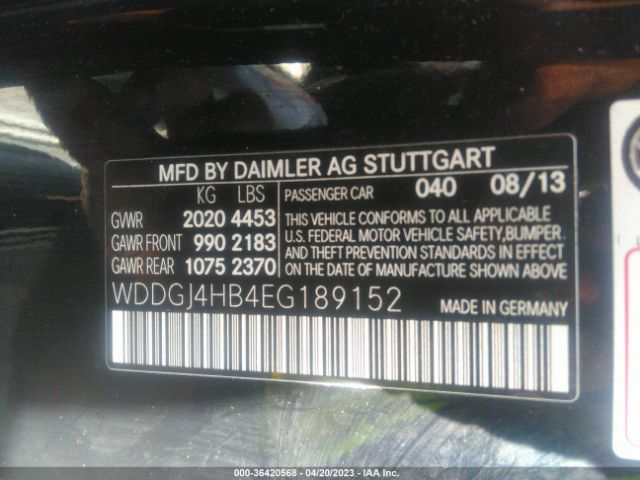 MFD BY DAIMLER AG STUTTGART
KG LBS
GVWR 2020 4453
GAWR FRONT 990 2183
GAWR REAR 1075 2370
PASSENGER CAR 040 08/13
THIS VEHICLE CONFORMS TO ALL APPLICABLE
U.S. FEDERAL MOTOR VEHICLE SAFETY,BUMPER,
AND THEFT PREVENTION STANDARDS IN EFFECT
ON THE DATE OF MANUFACTURE SHOWN ABOVE
WDDGJ4HB4EG189152
MADE IN GERMANY
000-36420568 - 04/20/2023 - IAA Inc.